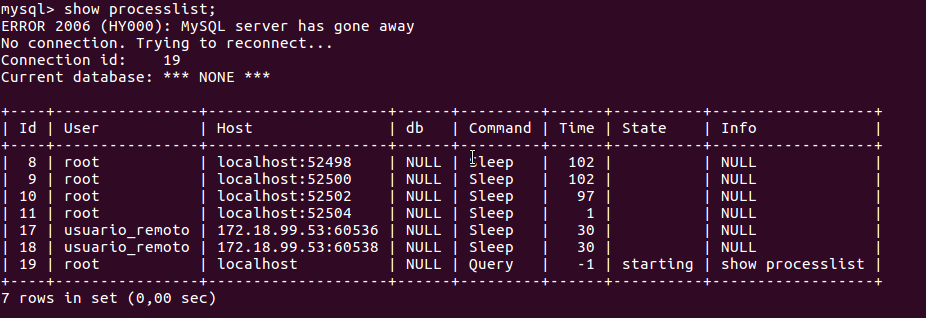 mysql> show processlist;
ERROR 2006 (HY000): MySQL server has gone away
No connection. Trying to reconnect...
Connection id:    19
Current database: *** NONE ***

+----+----------------+--------------------+------+---------+------+----------+------------------+
| Id | User           | Host               | db   | Command | Time | State    | Info             |
+----+----------------+--------------------+------+---------+------+----------+------------------+
|  8 | root           | localhost:52498    | NULL | Sleep   |  102 |          | NULL             |
|  9 | root           | localhost:52500    | NULL | Sleep   |  102 |          | NULL             |
| 10 | root           | localhost:52502    | NULL | Sleep   |   97 |          | NULL             |
| 11 | root           | localhost:52504    | NULL | Sleep   |    1 |          | NULL             |
| 17 | usuario_remoto | 172.18.99.53:60536 | NULL | Sleep   |   30 |          | NULL             |
| 18 | usuario_remoto | 172.18.99.53:60538 | NULL | Sleep   |   30 |          | NULL             |
| 19 | root           | localhost          | NULL | Query   |   -1 | starting | show processlist |
+----+----------------+--------------------+------+---------+------+----------+------------------+
7 rows in set (0,00 sec)